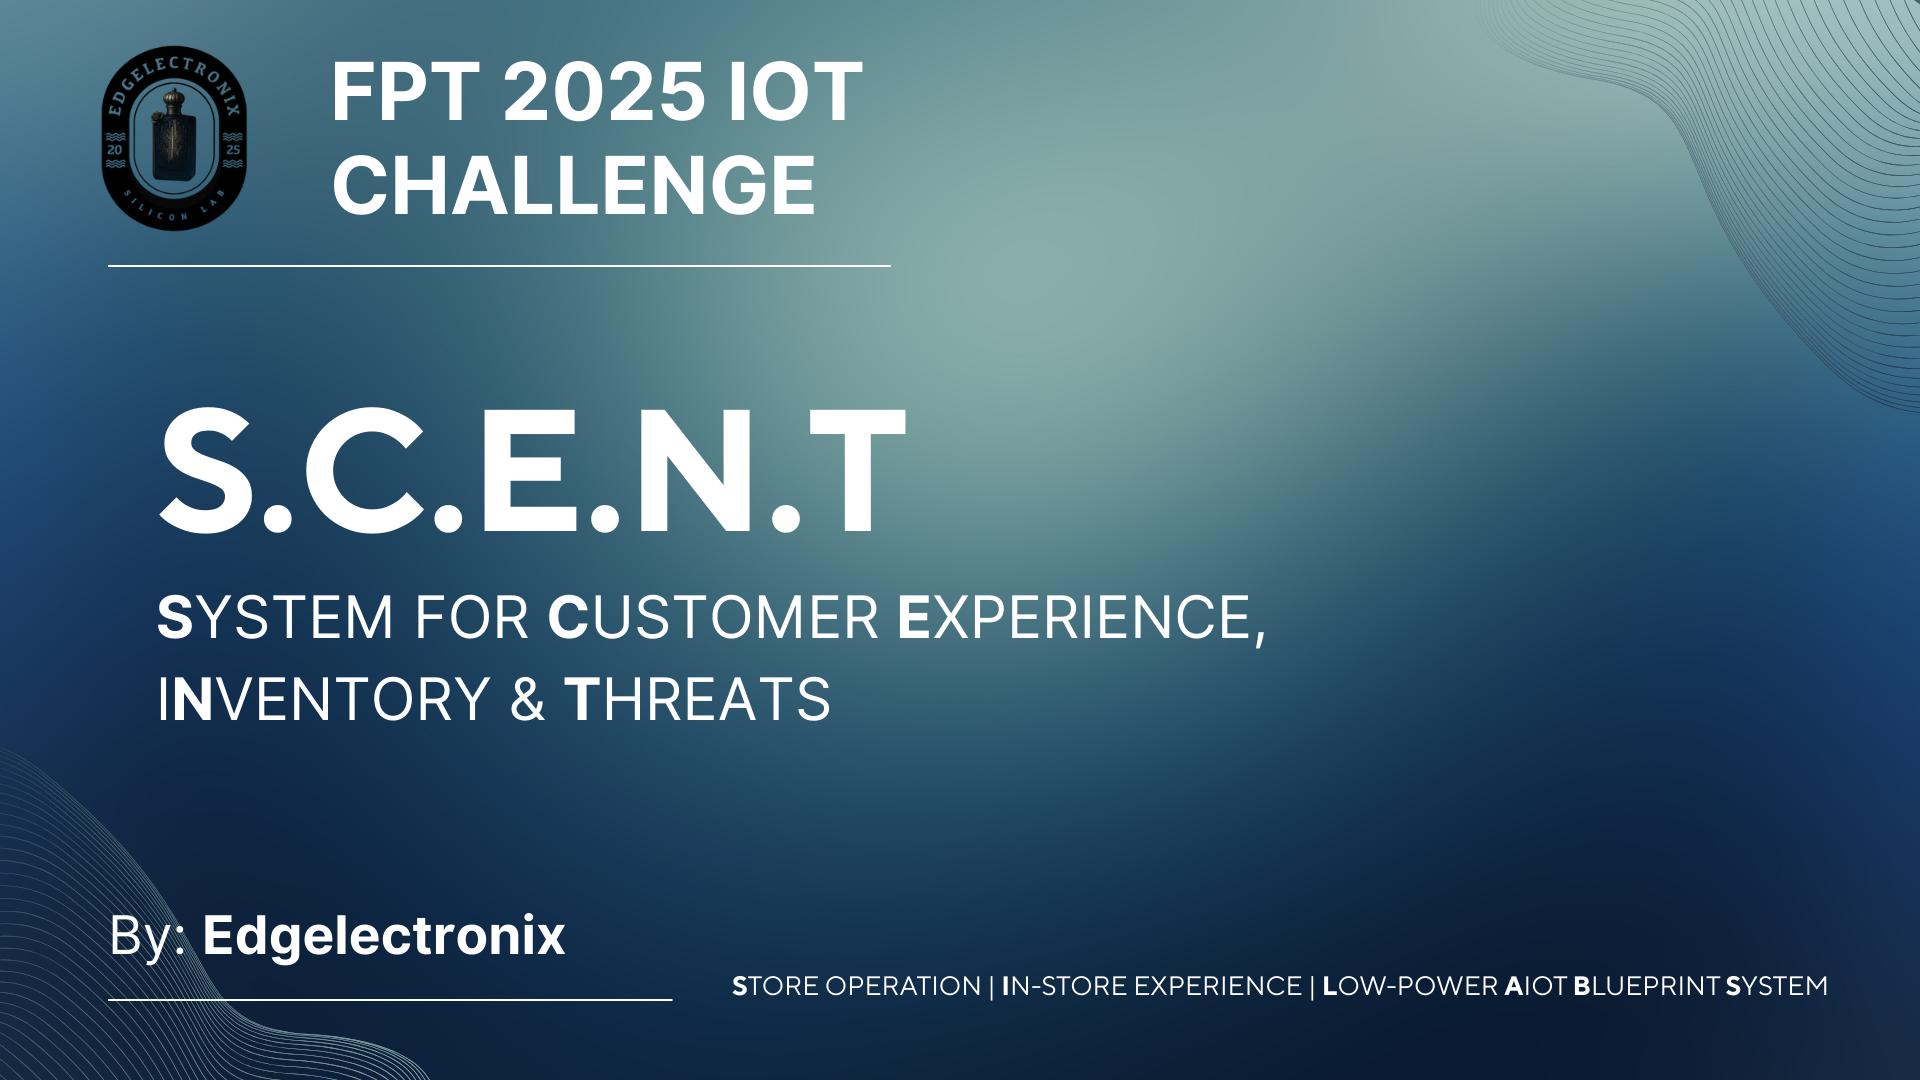 EDGELECTRONIX
20 25
SILICON LAB
FPT 2025 IOT
CHALLENGE
S.C.E.N.T
SYSTEM FOR CUSTOMER EXPERIENCE,
INVENTORY & THREATS
By: Edgelectronix
STORE OPERATION | IN-STORE EXPERIENCE | LOW-POWER AIOT BLUEPRINT SYSTEM